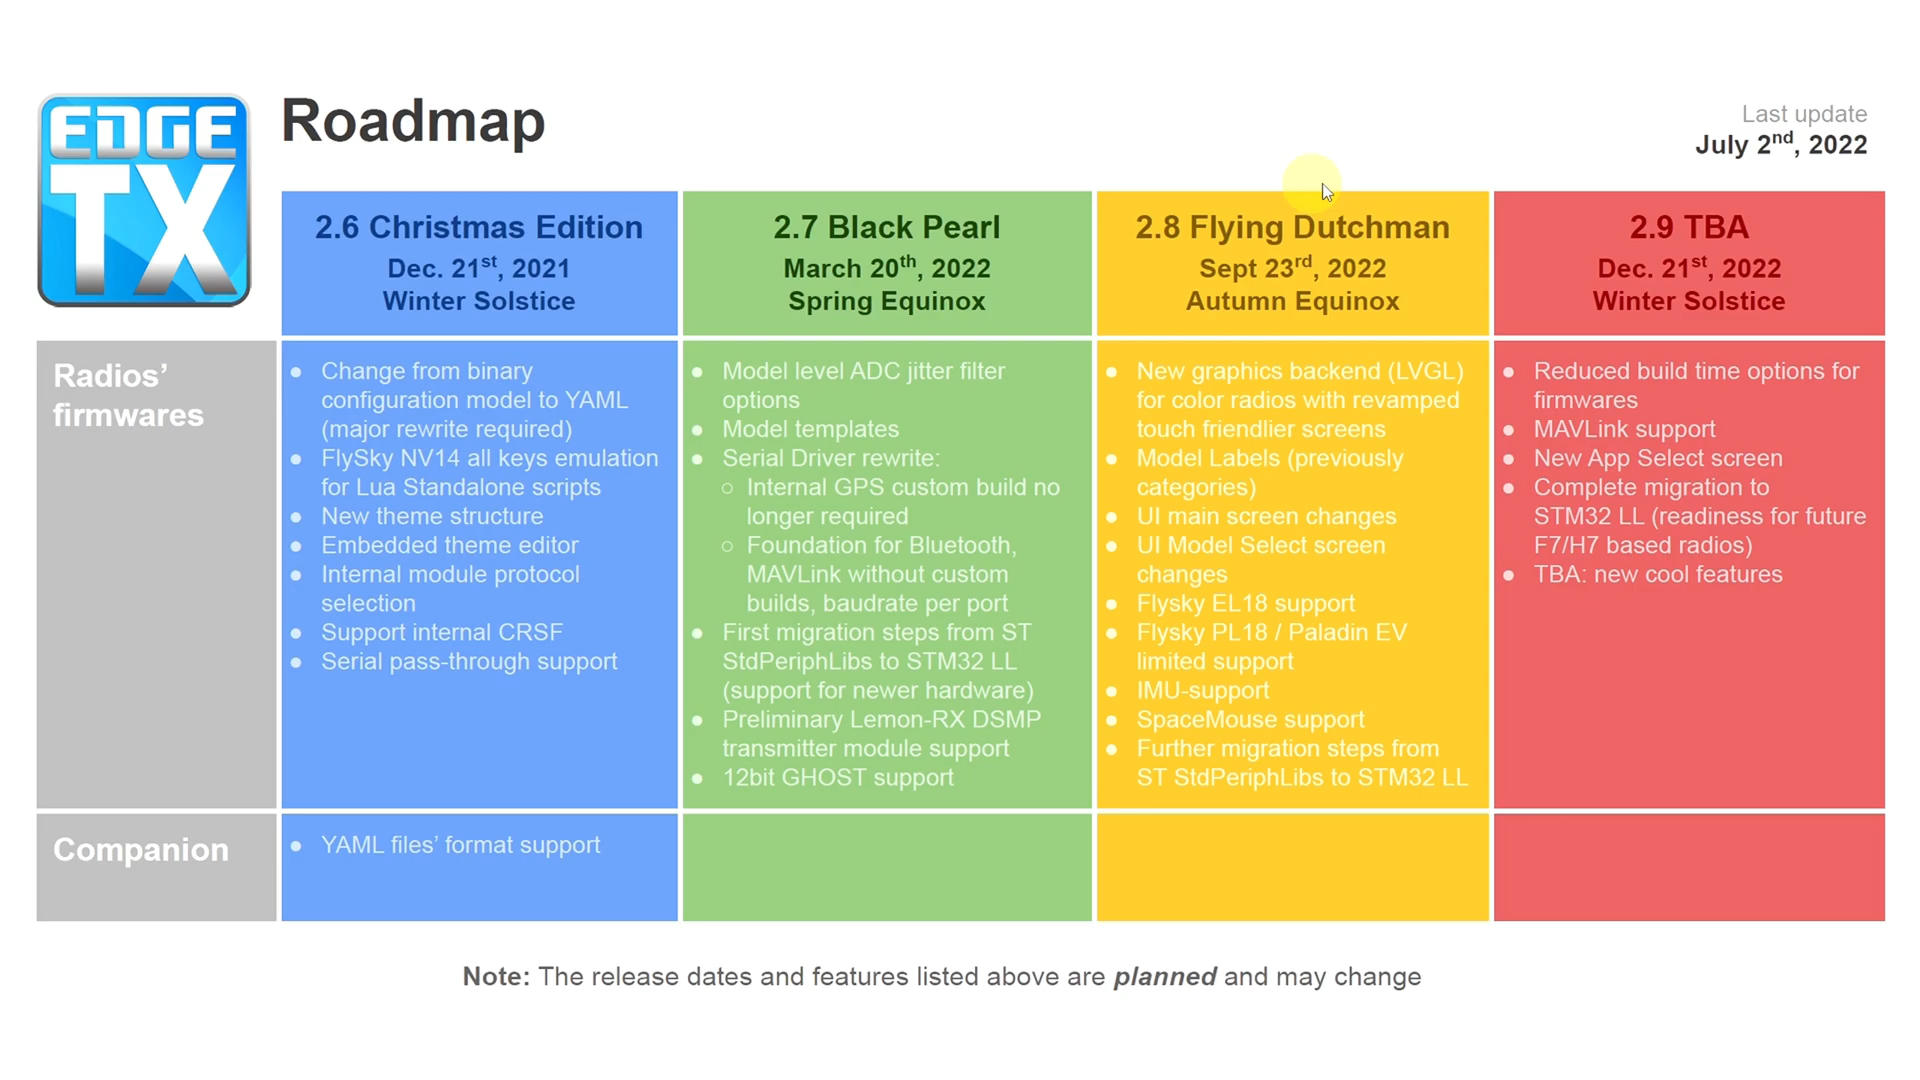 EDGE
TX
Roadmap
Last update
July 2nd, 2022
2.6 Christmas Edition
Dec. 21st, 2021
Winter Solstice
2.7 Black Pearl
March 20th, 2022
Spring Equinox
2.8 Flying Dutchman
Sept 23rd, 2022
Autumn Equinox
2.9 TBA
Dec. 21st, 2022
Winter Solstice
Radios’
firmwares
● Change from binary
configuration model to YAML
(major rewrite required)
● FlySky NV14 all keys emulation
for Lua Standalone scripts
● New theme structure
● Embedded theme editor
● Internal module protocol
selection
● Support internal CRSF
● Serial pass-through support
● Model level ADC jitter filter
options
● Model templates
● Serial Driver rewrite:
○ Internal GPS custom build no
longer required
○ Foundation for Bluetooth,
MAVLink without custom
builds, baudrate per port
● First migration steps from ST
StdPeriphLibs to STM32 LL
(support for newer hardware)
● Preliminary Lemon-RX DSMP
transmitter module support
● 12bit GHOST support
● New graphics backend (LVGL)
for color radios with revamped
touch friendlier screens
● Model Labels (previously
categories)
● UI main screen changes
● UI Model Select screen
changes
● Flysky EL18 support
● Flysky PL18 / Paladin EV
limited support
● IMU-support
● SpaceMouse support
● Further migration steps from
ST StdPeriphLibs to STM32 LL
● Reduced build time options for
firmwares
● MAVLink support
● New App Select screen
● Complete migration to
STM32 LL (readiness for future
F7/H7 based radios)
● TBA: new cool features
Companion
● YAML files’ format support
Note: The release dates and features listed above are planned and may change